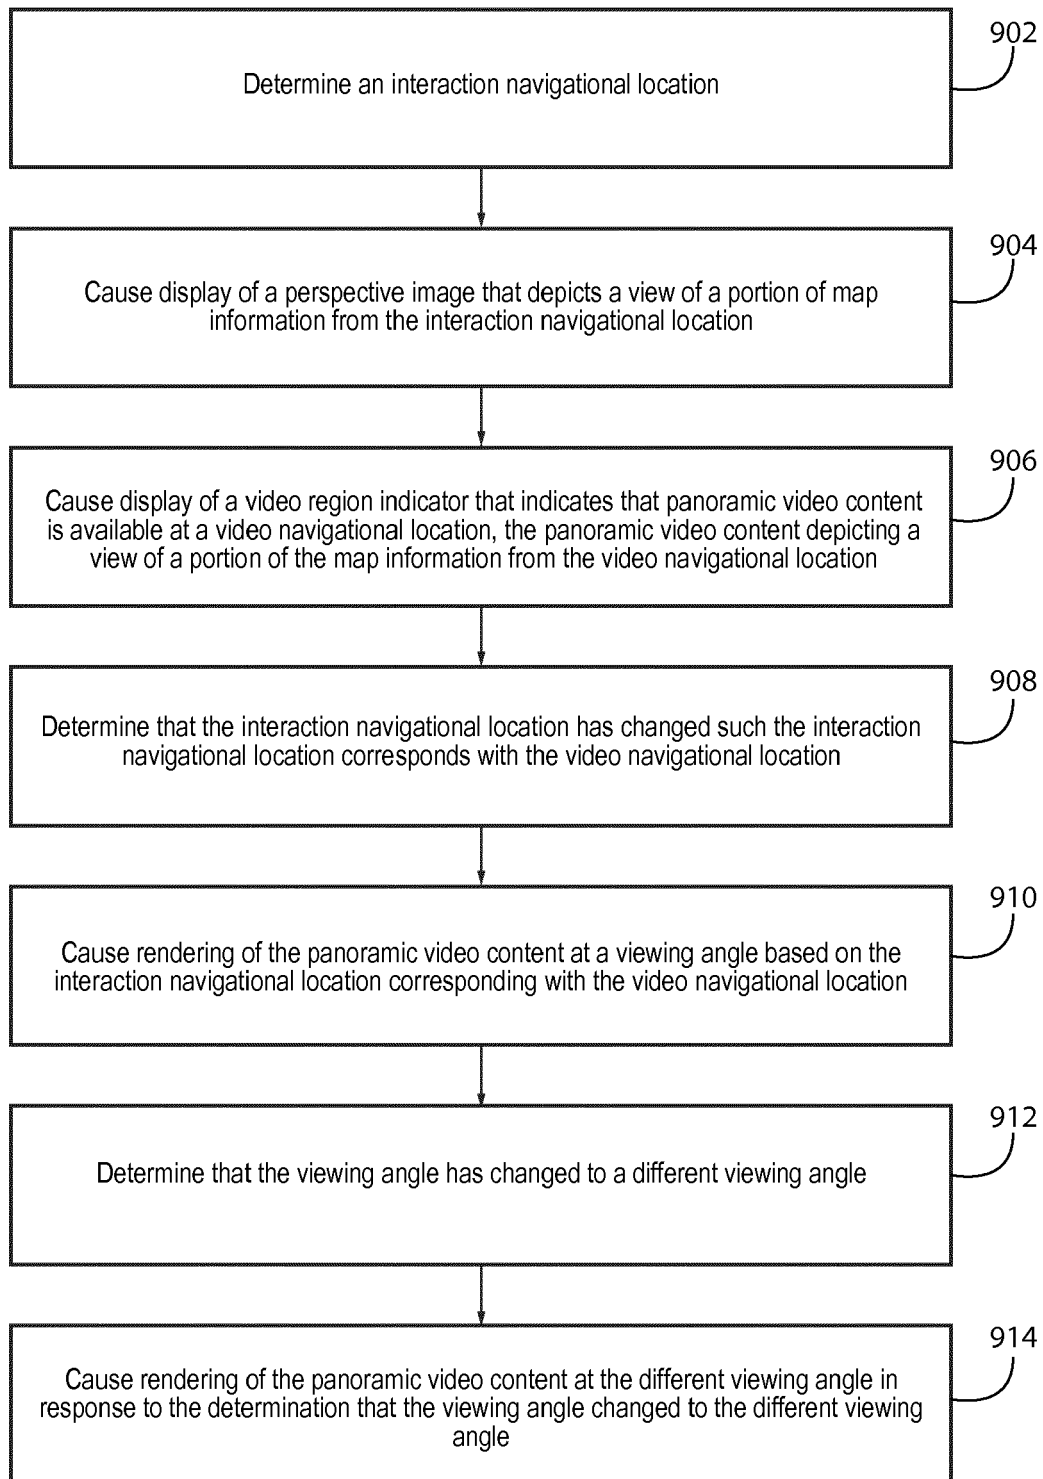 902
Determine an interaction navigational location
904
Cause display of a perspective image that depicts a view of a portion of map
information from the interaction navigational location
906
Cause display of a video region indicator that indicates that panoramic video content
is available at a video navigational location, the panoramic video content depicting a
view of a portion of the map information from the video navigational location
908
Determine that the interaction navigational location has changed such the interaction
navigational location corresponds with the video navigational location
910
Cause rendering of the panoramic video content at a viewing angle based on the
interaction navigational location corresponding with the video navigational location
912
Determine that the viewing angle has changed to a different viewing angle
914
Cause rendering of the panoramic video content at the different viewing angle in
response to the determination that the viewing angle changed to the different viewing
angle